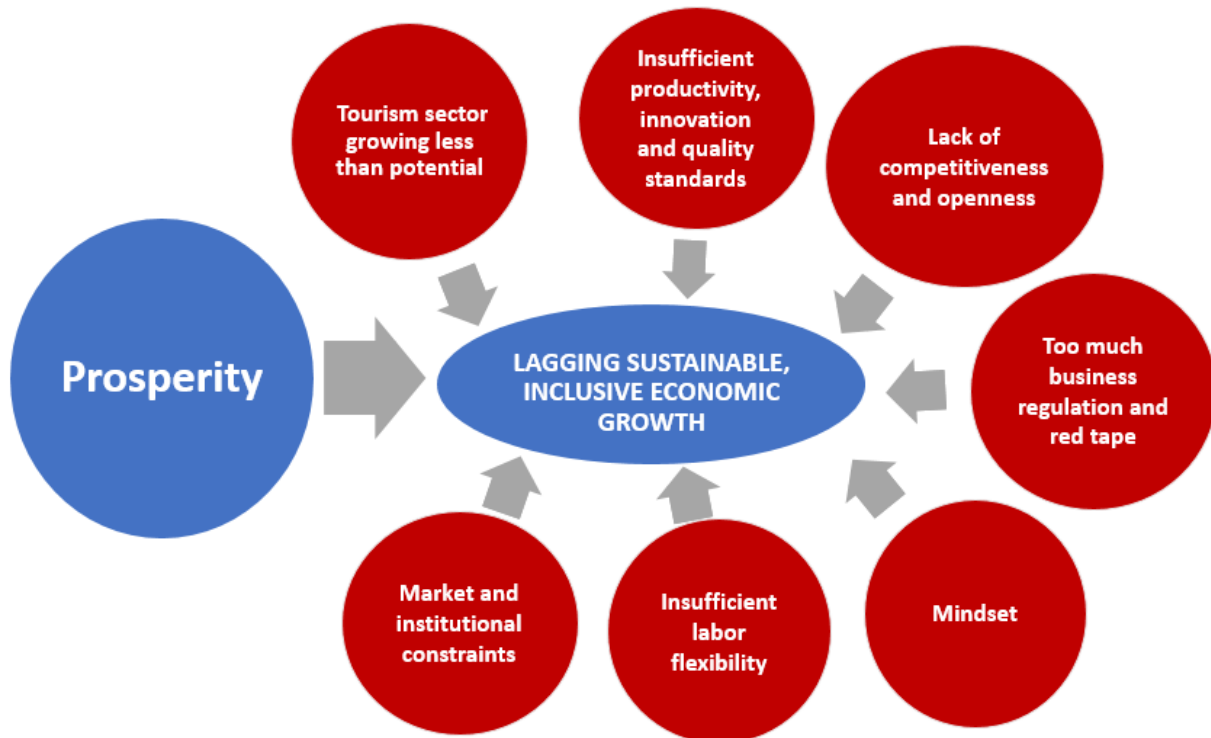 Prosperity
Tourism sector
growing less
than potential
Insufficient
productivity,
innovation
and quality
standards
Lack of
competitiveness
and openness
Too much
business
regulation and
red tape
LAGGING SUSTAINABLE,
INCLUSIVE ECONOMIC
GROWTH
Market and
institutional
constraints
Insufficient
labor
flexibility
Mindset